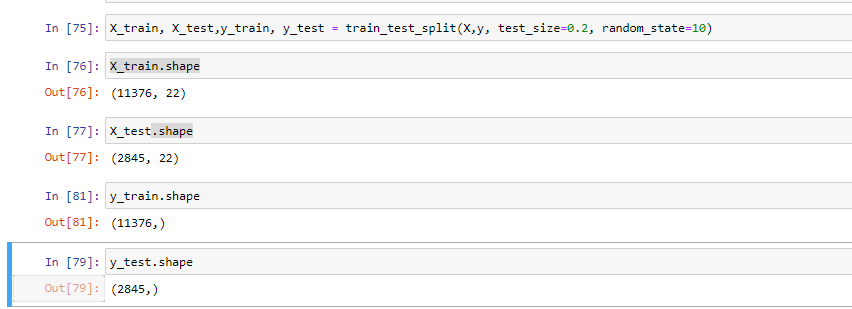 In [75]: X_train, X_test,y_train, y_test = train_test_split(X,y, test_size=0.2, random_state=10)
In [76]: X_train.shape
Out[76]: (11376, 22)
In [77]: X_test.shape
Out[77]: (2845, 22)
In [81]: y_train.shape
Out[81]: (11376,)
In [79]: y_test.shape
Out[79]: (2845,)